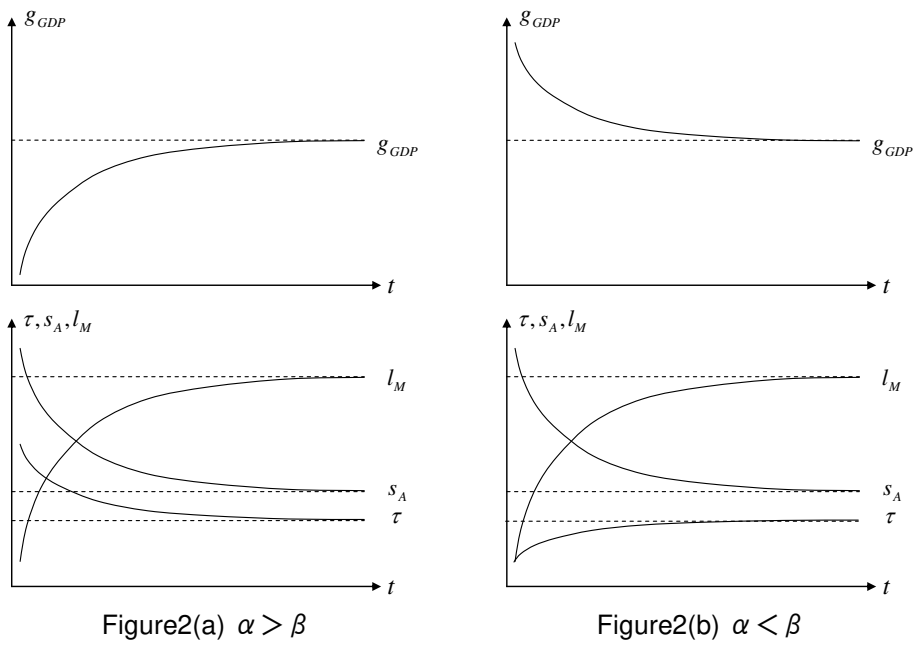 g_GDP
g_GDP
t
τ, s_A, l_M
l_M
s_A
τ
t
Figure2(a) α > β
g_GDP
g_GDP
t
τ, s_A, l_M
l_M
s_A
τ
t
Figure2(b) α < β